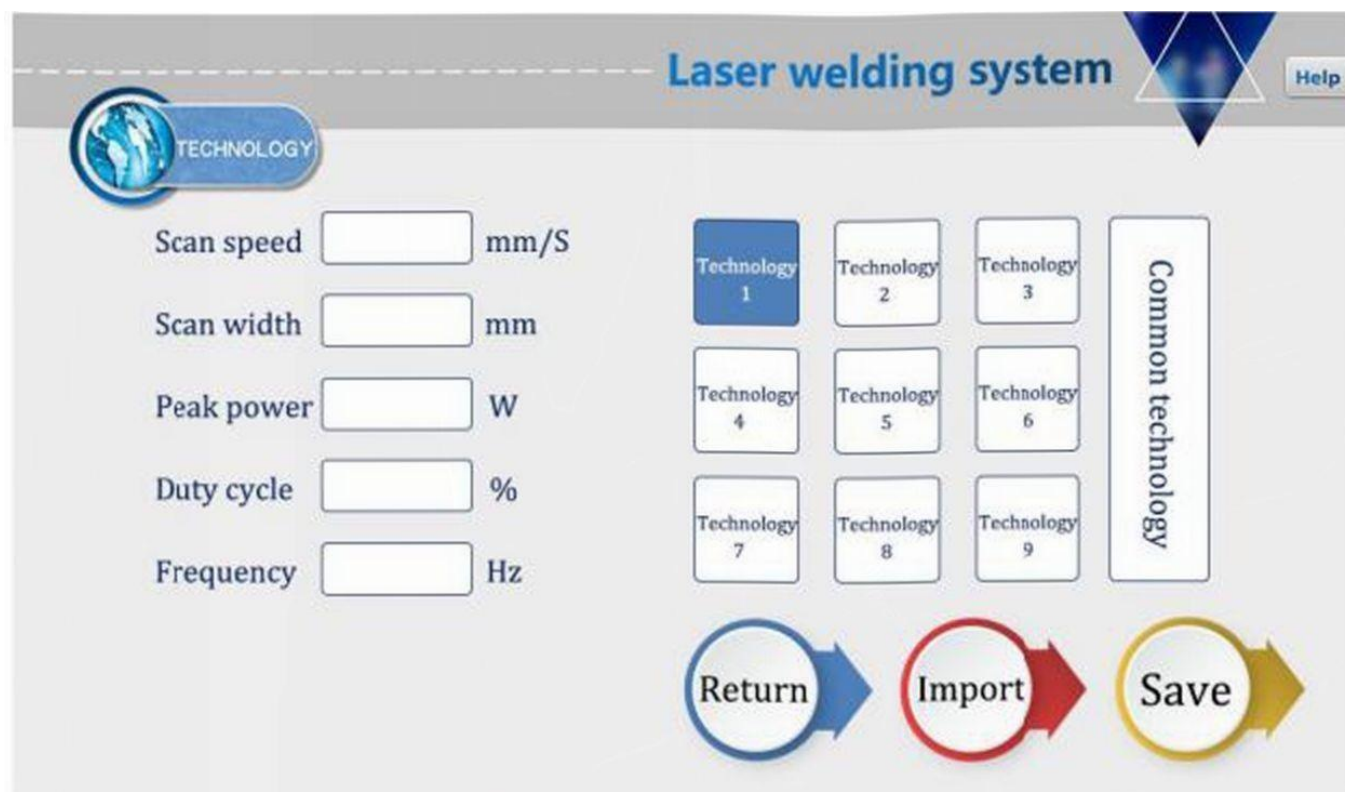 Laser welding system
Help
TECHNOLOGY
Scan speed mm/S
Scan width mm
Peak power W
Duty cycle %
Frequency Hz
Technology
1
Technology
2
Technology
3
Technology
4
Technology
5
Technology
6
Technology
7
Technology
8
Technology
9
Common technology
Return
Import
Save